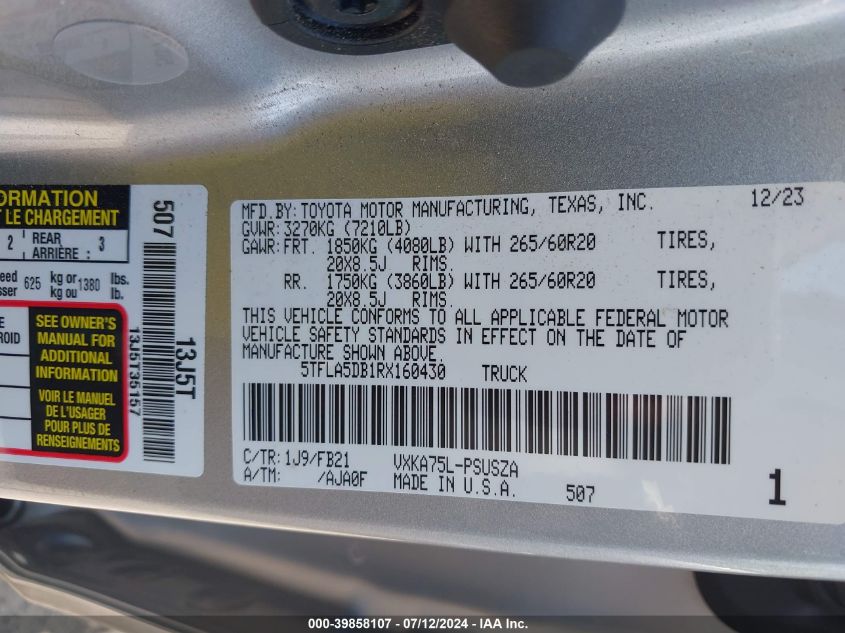 ORMATION
T LE CHARGEMENT
2 REAR ARRIÈRE : 3
eed sser 625 kg or kg ou 1380 lbs. lb.
E
ROID
SEE OWNER'S
MANUAL FOR
ADDITIONAL
INFORMATION
VOIR LE MANUEL
DE L'USAGER
POUR PLUS DE
RENSEIGNEMENTS
507
13J5T
13J5T35157
MFD.BY:TOYOTA MOTOR MANUFACTURING, TEXAS, INC. 12/23
GVWR:3270KG (7210LB)
GAWR:FRT. 1850KG (4080LB) WITH 265/60R20 TIRES,
20X8.5J RIMS.
RR. 1750KG (3860LB) WITH 265/60R20 TIRES,
20X8.5J RIMS.
THIS VEHICLE CONFORMS TO ALL APPLICABLE FEDERAL MOTOR
VEHICLE SAFETY STANDARDS IN EFFECT ON THE DATE OF
MANUFACTURE SHOWN ABOVE.
5TFLA5DB1RX160430 TRUCK
C/TR:1J9/FB21 VXKA75L-PSUSZA
A/TM: /AJA0F MADE IN U.S.A. 507 1
000-39858107 - 07/12/2024 - IAA Inc.